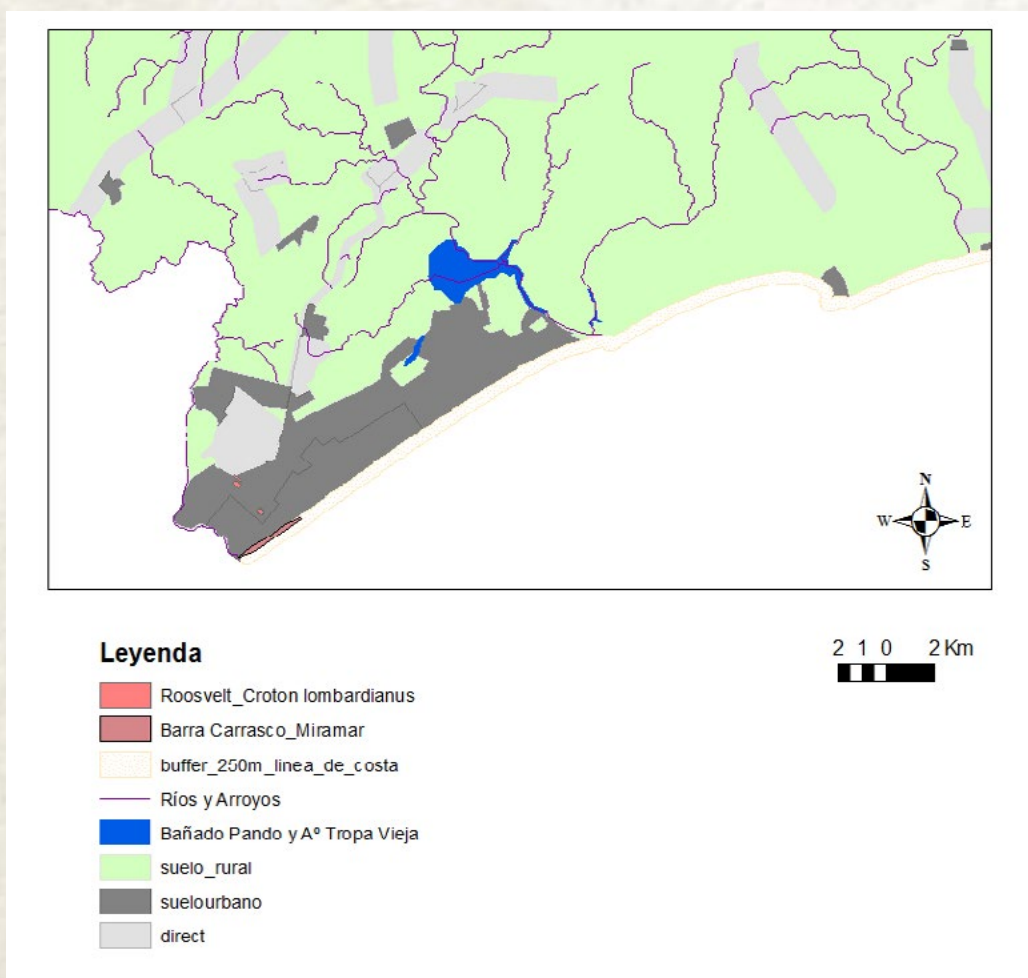 N
W
E
S
2 1 0 2 Km
Leyenda
Roosvelt_Croton lombardianus
Barra Carrasco_Miramar
buffer_250m_linea_de_costa
Ríos y Arroyos
Bañado Pando y Aº Tropa Vieja
suelo_rural
suelourbano
direct